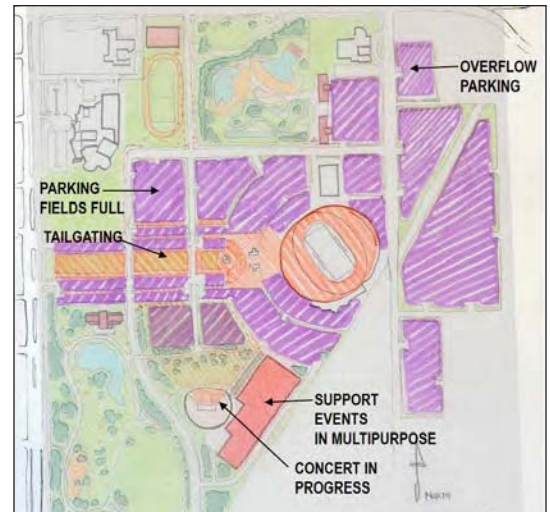 OVERFLOW
PARKING
PARKING
FIELDS FULL
TAILGATING
SUPPORT
EVENTS
IN MULTIPURPOSE
CONCERT IN
PROGRESS
NORTH